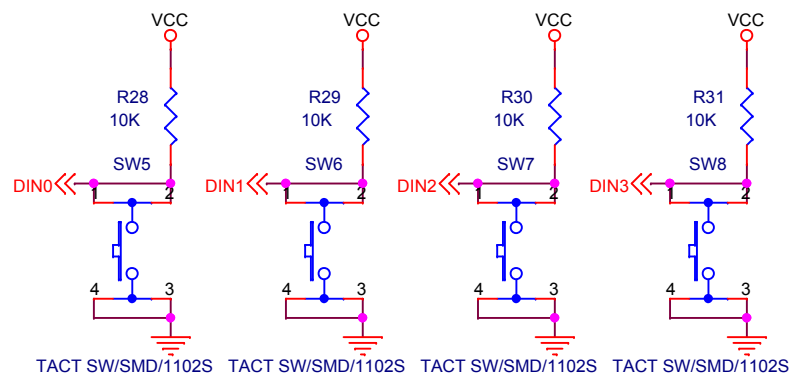 VCC VCC VCC VCC
R28 R29 R30 R31
10K 10K 10K 10K
SW5 SW6 SW7 SW8
DIN0 DIN1 DIN2 DIN3
1 2 1 2 1 2 1 2
4 3 4 3 4 3 4 3
TACT SW/SMD/1102S TACT SW/SMD/1102S TACT SW/SMD/1102S TACT SW/SMD/1102S